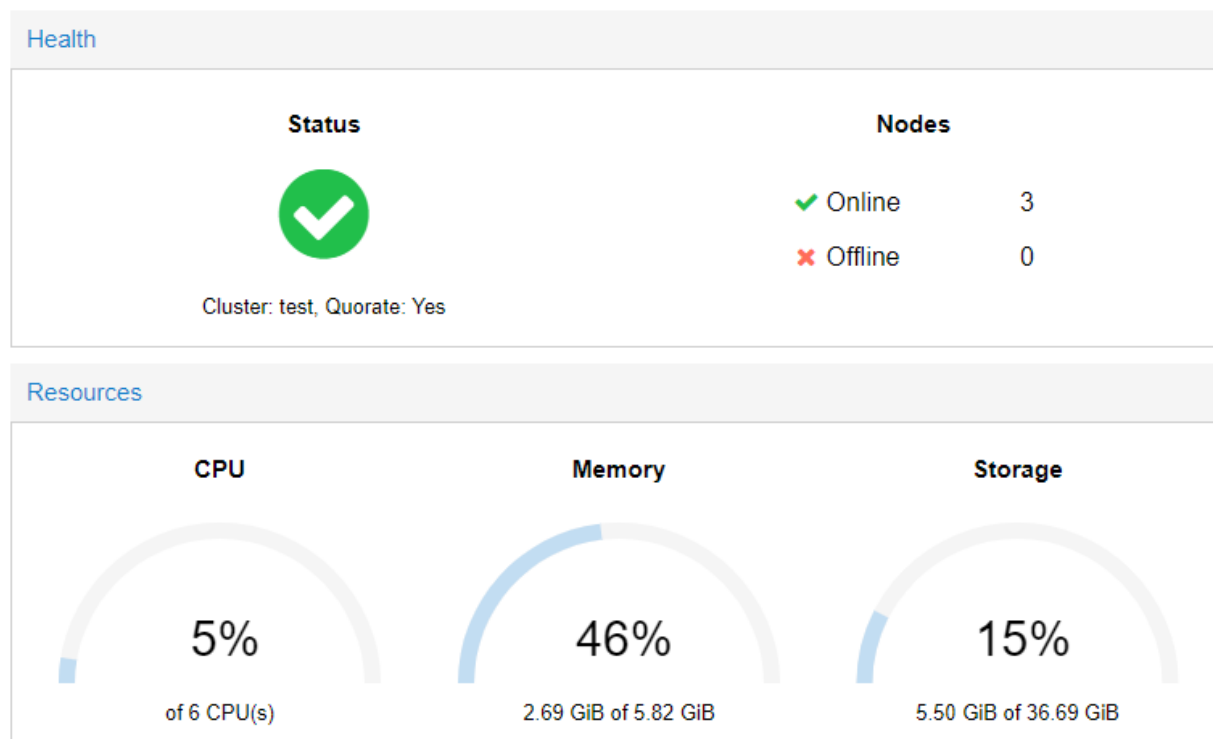 Health
Status
Nodes
Online 3
Offline 0
Cluster: test, Quorate: Yes
Resources
CPU Memory Storage
5% 46% 15%
of 6 CPU(s) 2.69 GiB of 5.82 GiB 5.50 GiB of 36.69 GiB